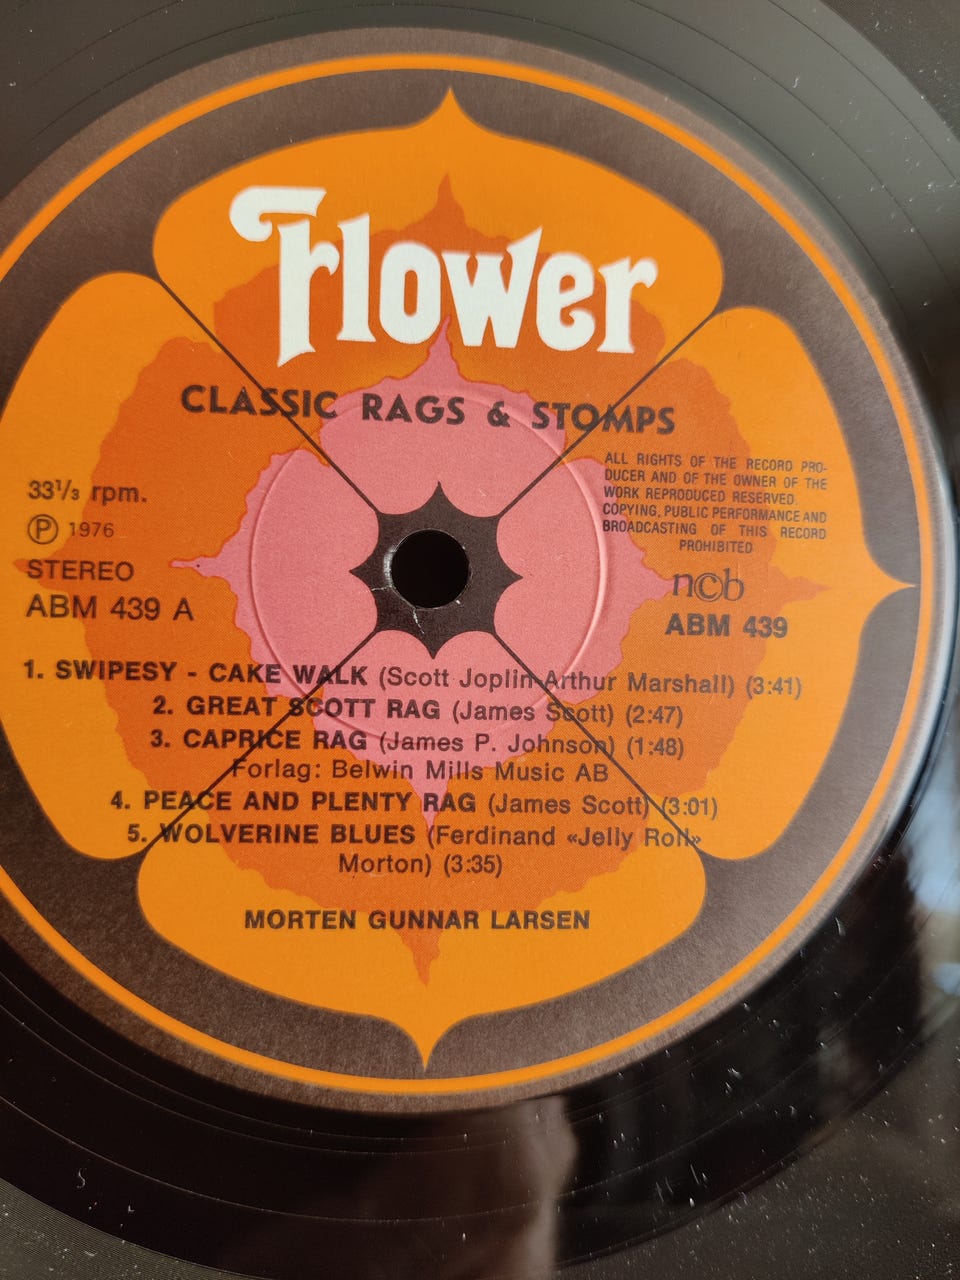 Flower
CLASSIC RAGS & STOMPS
33¹/₃ rpm.
Ⓟ 1976
STEREO
ABM 439 A
ALL RIGHTS OF THE RECORD PRO-
DUCER AND OF THE OWNER OF THE
WORK REPRODUCED RESERVED.
COPYING, PUBLIC PERFORMANCE AND
BROADCASTING OF THIS RECORD
PROHIBITED
n©b
ABM 439
1. SWIPESY - CAKE WALK (Scott Joplin-Arthur Marshall) (3:41)
2. GREAT SCOTT RAG (James Scott) (2:47)
3. CAPRICE RAG (James P. Johnson) (1:48)
Forlag: Belwin Mills Music AB
4. PEACE AND PLENTY RAG (James Scott) (3:01)
5. WOLVERINE BLUES (Ferdinand «Jelly Roll»
Morton) (3:35)
MORTEN GUNNAR LARSEN